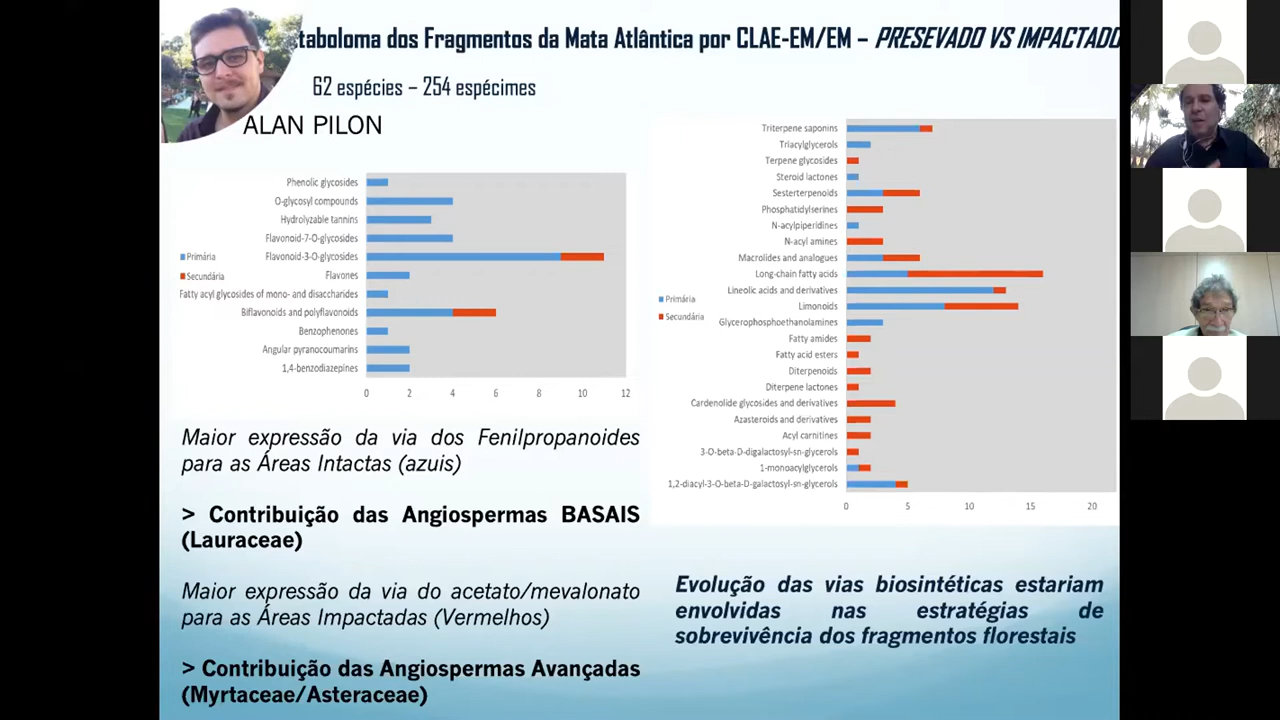 taboloma dos Fragmentos da Mata Atlântica por CLAE-EM/EM – PRESEVADO VS IMPACTADO
62 espécies – 254 espécimes
ALAN PILON
Phenolic glycosides
O-glycosyl compounds
Hydrolyzable tannins
Flavonoid-7-O-glycosides
Flavonoid-3-O-glycosides
Flavones
Fatty acyl glycosides of mono- and disaccharides
Biflavonoids and polyflavonoids
Benzophenones
Angular pyranocoumarins
1,4-benzodiazepines
Primária
Secundária
0 2 4 6 8 10 12
Maior expressão da via dos Fenilpropanoides
para as Áreas Intactas (azuis)
> Contribuição das Angiospermas BASAIS
(Lauraceae)
Maior expressão da via do acetato/mevalonato
para as Áreas Impactadas (Vermelhos)
> Contribuição das Angiospermas Avançadas
(Myrtaceae/Asteraceae)
Triterpene saponins
Triacylglycerols
Terpene glycosides
Steroid lactones
Sesterterpenoids
Phosphatidylserines
N-acylpiperidines
N-acyl amines
Macrolides and analogues
Long-chain fatty acids
Lineolic acids and derivatives
Limonoids
Glycerophosphoethanolamines
Fatty amides
Fatty acid esters
Diterpenoids
Diterpene lactones
Cardenolide glycosides and derivatives
Azasteroids and derivatives
Acyl carnitines
3-O-beta-D-digalactosyl-sn-glycerols
1-monoacylglycerols
1,2-diacyl-3-O-beta-D-galactosyl-sn-glycerols
Primária
Secundária
0 5 10 15 20
Evolução das vias biosintéticas estariam
envolvidas nas estratégias de
sobrevivência dos fragmentos florestais